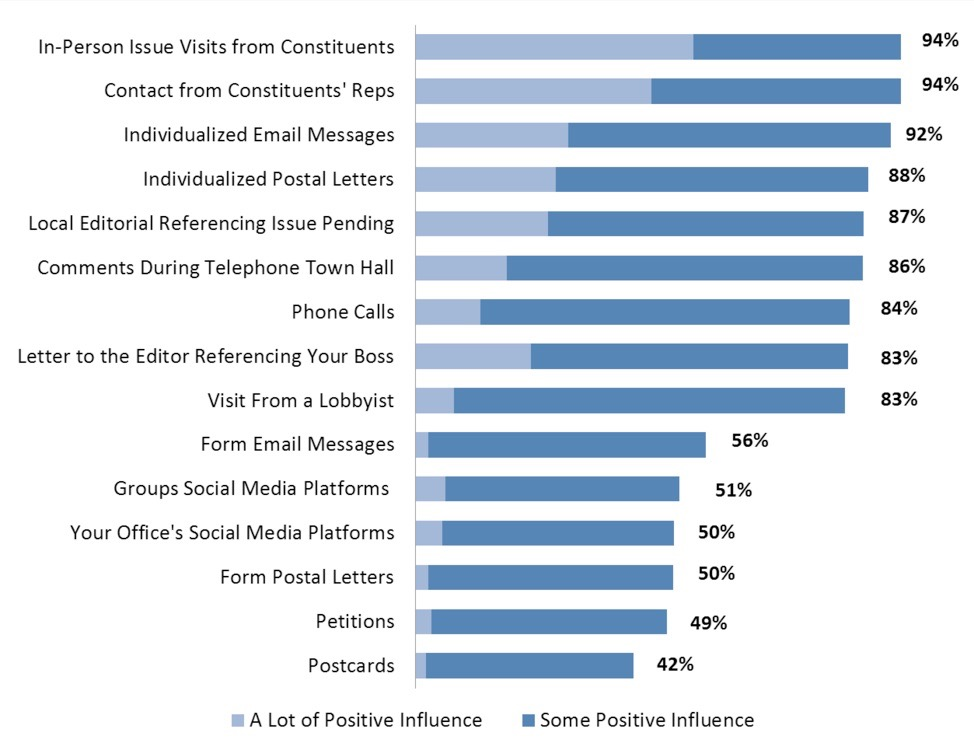 In-Person Issue Visits from Constituents 94%
Contact from Constituents' Reps 94%
Individualized Email Messages 92%
Individualized Postal Letters 88%
Local Editorial Referencing Issue Pending 87%
Comments During Telephone Town Hall 86%
Phone Calls 84%
Letter to the Editor Referencing Your Boss 83%
Visit From a Lobbyist 83%
Form Email Messages 56%
Groups Social Media Platforms 51%
Your Office's Social Media Platforms 50%
Form Postal Letters 50%
Petitions 49%
Postcards 42%
A Lot of Positive Influence Some Positive Influence